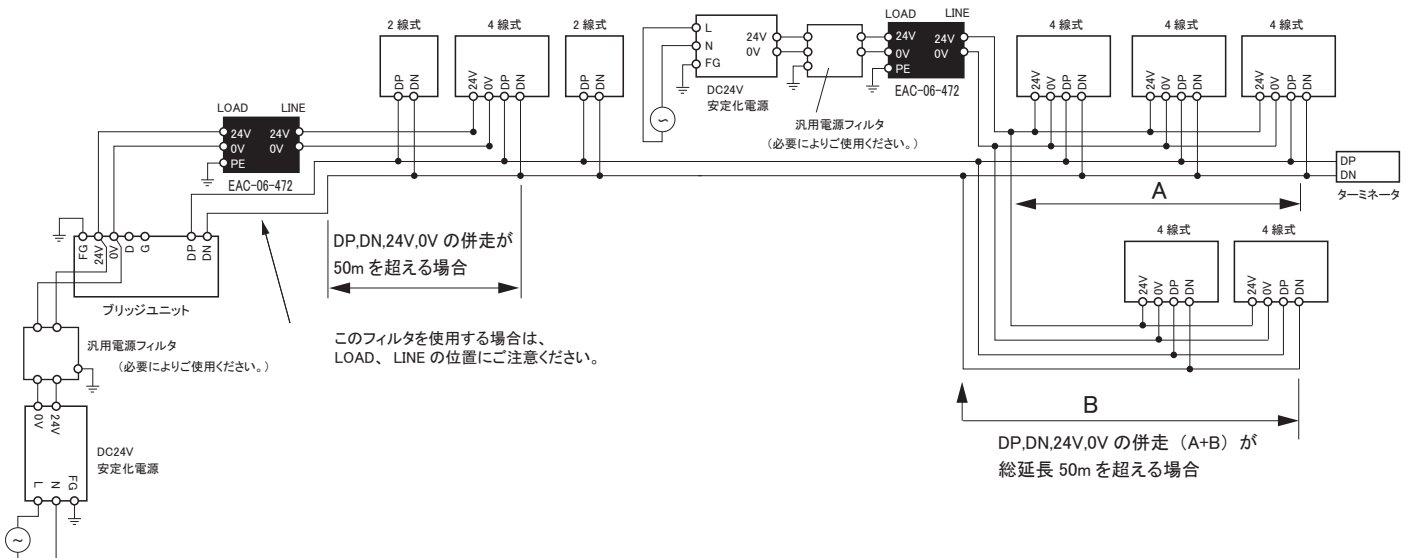 2 線式
4 線式
2 線式
DP
DN
24V
0V
DP
DN
DP
DN
LOAD LINE
24V 24V
0V 0V
PE
EAC-06-472
FG
24V
0V
D
G
DP
DN
ブリッジユニット
汎用電源フィルタ
(必要によりご使用ください。)
0V
24V
DC24V
安定化電源
L
N
FG
~
DP,DN,24V,0V の併走が
50m を超える場合
このフィルタを使用する場合は、
LOAD、 LINE の位置にご注意ください。
L
N
FG
24V
0V
DC24V
安定化電源
~
汎用電源フィルタ
(必要によりご使用ください。)
LOAD LINE
24V 24V
0V 0V
PE
EAC-06-472
4 線式
4 線式
4 線式
24V
0V
DP
DN
24V
0V
DP
DN
24V
0V
DP
DN
DP
DN
ターミネータ
A
4 線式
4 線式
24V
0V
DP
DN
24V
0V
DP
DN
B
DP,DN,24V,0V の併走（A+B）が
総延長 50m を超える場合